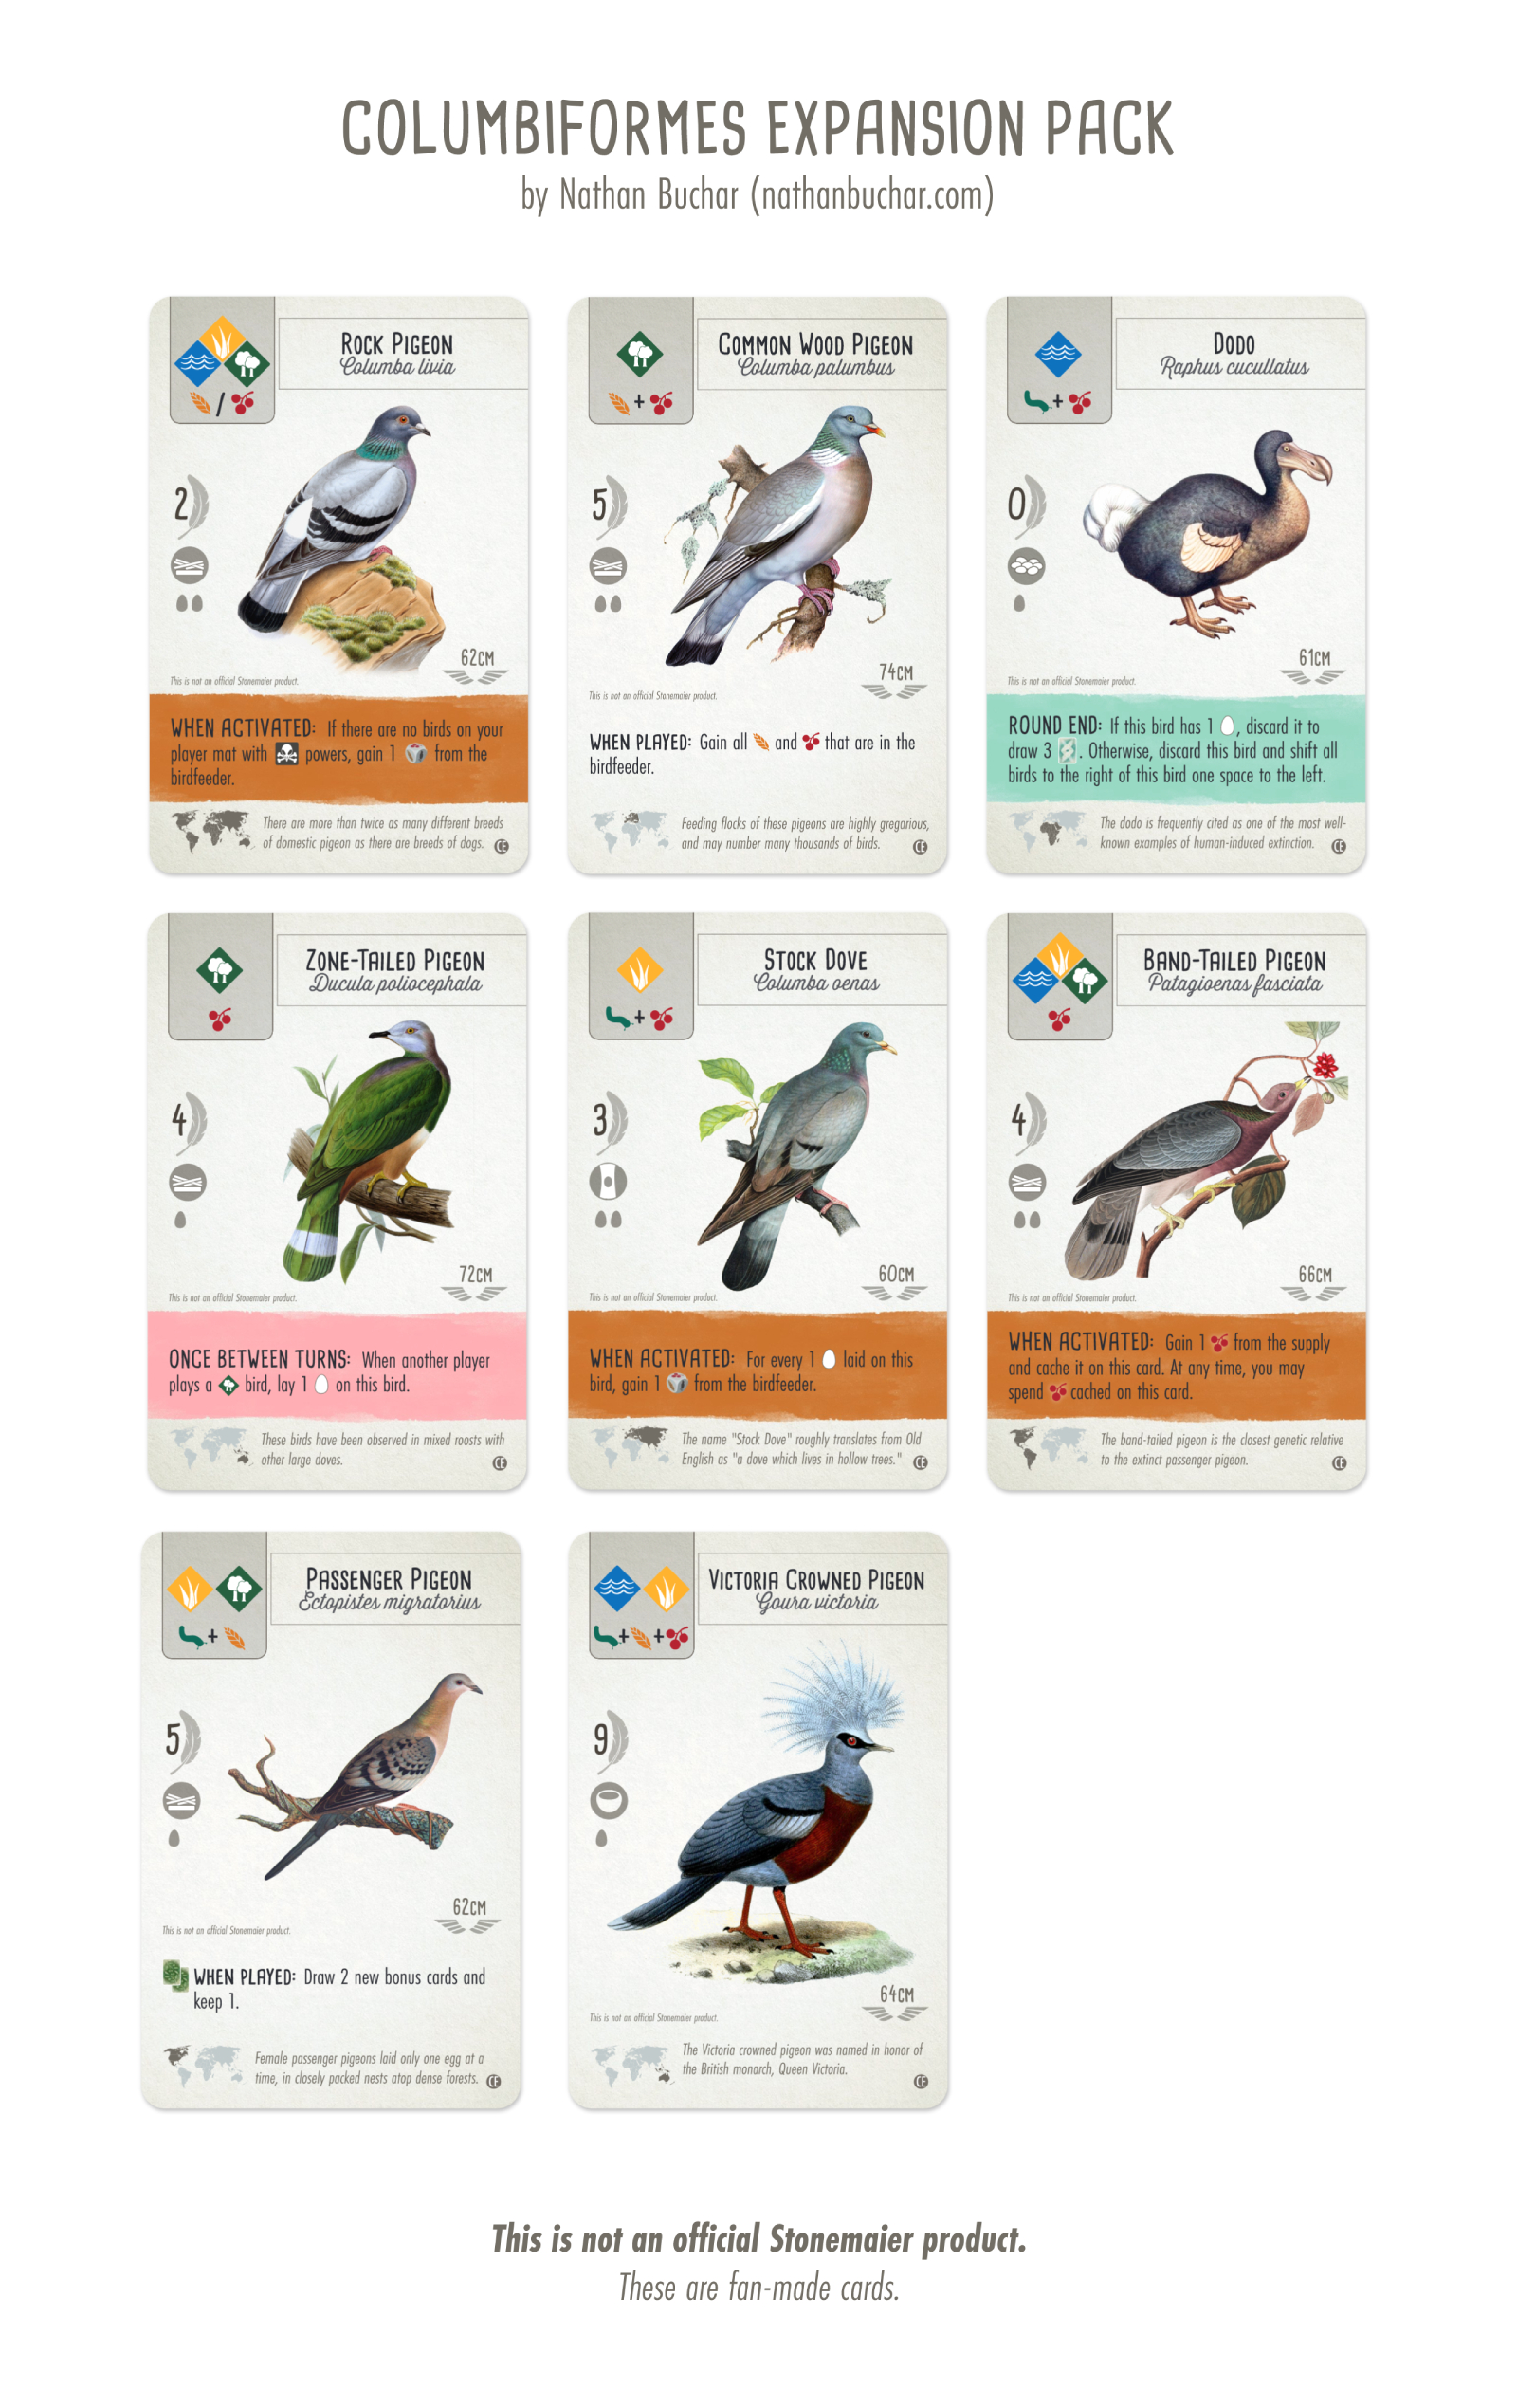 COLUMBIFORMES EXPANSION PACK
by Nathan Buchar (nathanbuchar.com)
ROCK PIGEON
Columba livia
/
2
62CM
This is not an official Stonemaier product.
WHEN ACTIVATED: If there are no birds on your
player mat with powers, gain 1 from the
birdfeeder.
There are more than twice as many different breeds
of domestic pigeon as there are breeds of dogs.
CE
COMMON WOOD PIGEON
Columba palumbus
+
5
74CM
This is not an official Stonemaier product.
WHEN PLAYED: Gain all and that are in the
birdfeeder.
Feeding flocks of these pigeons are highly gregarious,
and may number many thousands of birds.
CE
DODO
Raphus cucullatus
+
0
61CM
This is not an official Stonemaier product.
ROUND END: If this bird has 1 , discard it to
draw 3 . Otherwise, discard this bird and shift all
birds to the right of this bird one space to the left.
The dodo is frequently cited as one of the most well-
known examples of human-induced extinction.
CE
ZONE-TAILED PIGEON
Ducula poliocephala
4
72CM
This is not an official Stonemaier product.
ONCE BETWEEN TURNS: When another player
plays a bird, lay 1 on this bird.
These birds have been observed in mixed roosts with
other large doves.
CE
STOCK DOVE
Columba oenas
+
3
60CM
This is not an official Stonemaier product.
WHEN ACTIVATED: For every 1 laid on this
bird, gain 1 from the birdfeeder.
The name "Stock Dove" roughly translates from Old
English as "a dove which lives in hollow trees."
CE
BAND-TAILED PIGEON
Patagioenas fasciata
4
66CM
This is not an official Stonemaier product.
WHEN ACTIVATED: Gain 1 from the supply
and cache it on this card. At any time, you may
spend cached on this card.
The band-tailed pigeon is the closest genetic relative
to the extinct passenger pigeon.
CE
PASSENGER PIGEON
Ectopistes migratorius
+
5
62CM
This is not an official Stonemaier product.
WHEN PLAYED: Draw 2 new bonus cards and
keep 1.
Female passenger pigeons laid only one egg at a
time, in closely packed nests atop dense forests.
CE
VICTORIA CROWNED PIGEON
Goura victoria
+ +
9
64CM
This is not an official Stonemaier product.
The Victoria crowned pigeon was named in honor of
the British monarch, Queen Victoria.
CE
This is not an official Stonemaier product.
These are fan-made cards.